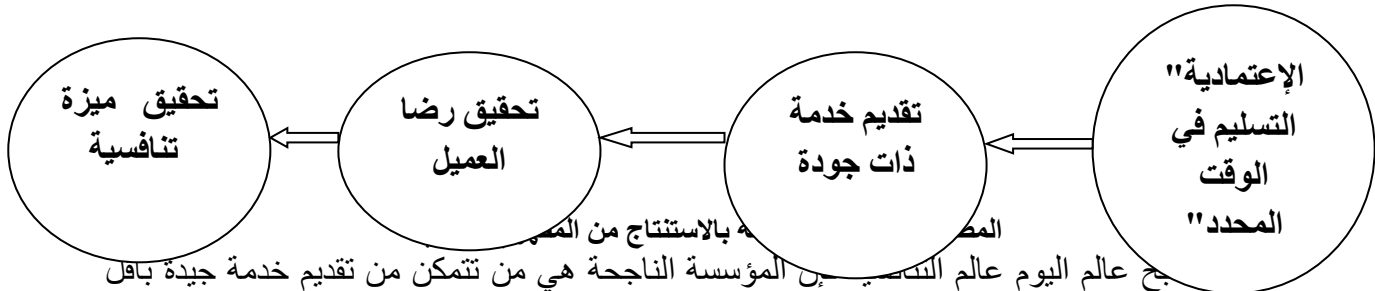 الإعتمادية"
التسليم في
الوقت
المحدد"
تقديم خدمة
ذات جودة
تحقيق رضا
العميل
تحقيق ميزة
تنافسية
بالاستنتاج من
عالم اليوم عالم المؤسسة الناجحة هي من تتمكن من تقديم خدمة جيدة بأقل